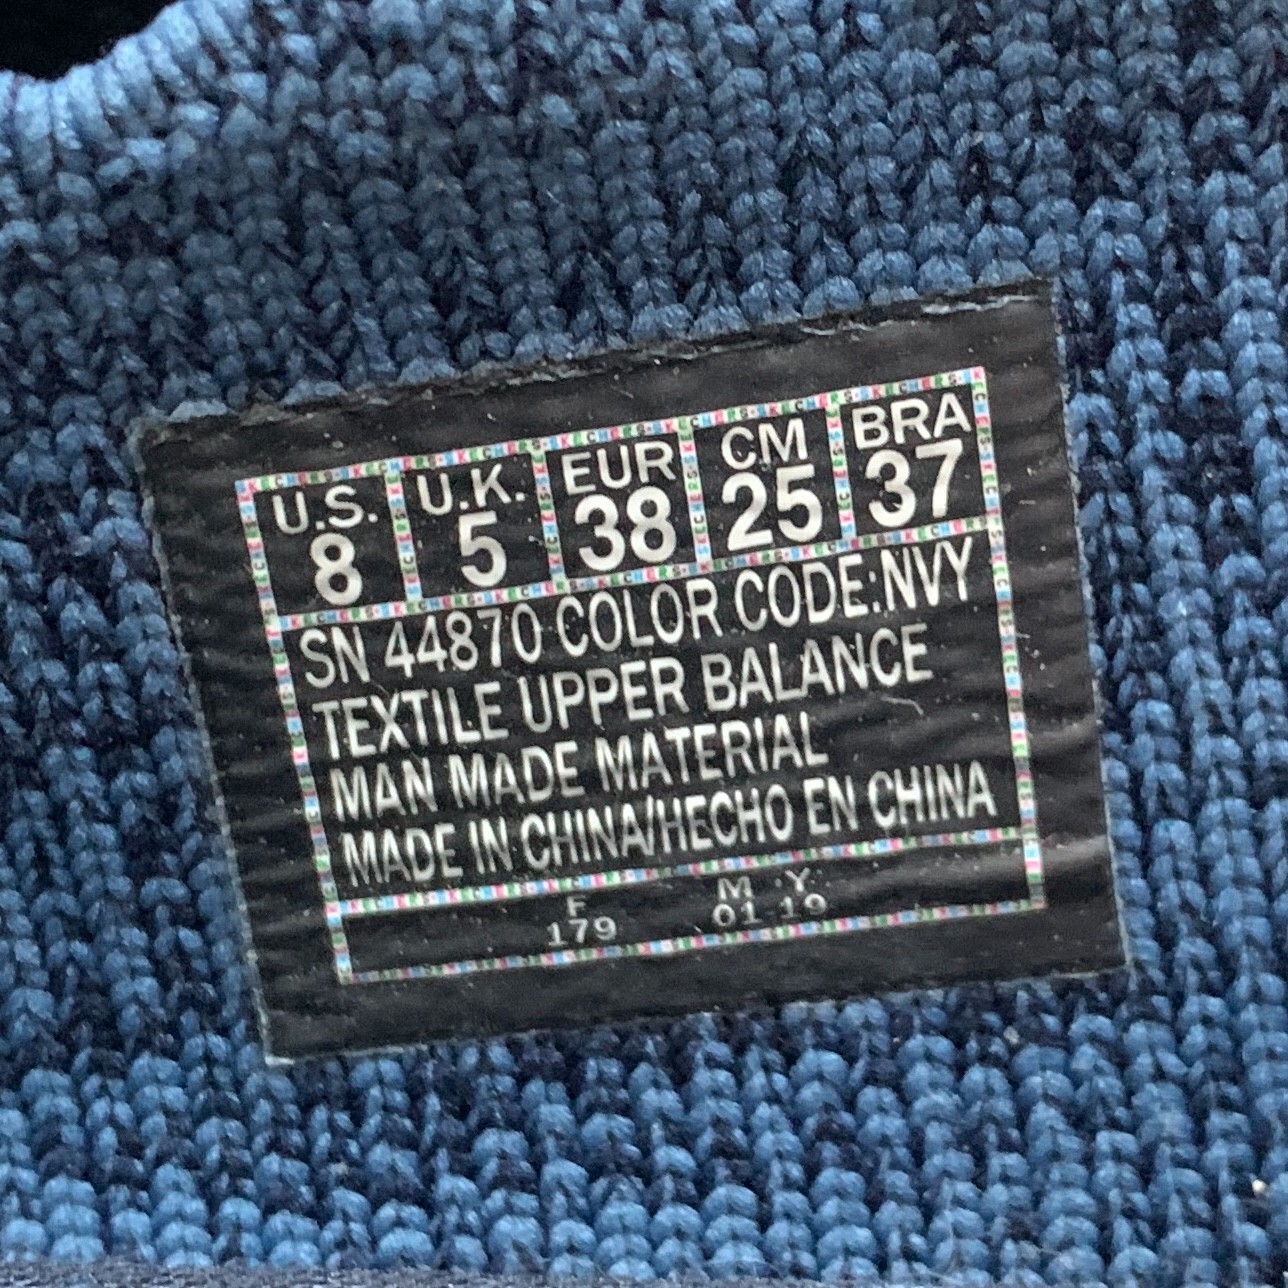 U.S. U.K. EUR CM BRA
8 5 38 25 37
SN 44870 COLOR CODE:NVY
TEXTILE UPPER BALANCE
MAN MADE MATERIAL
MADE IN CHINA/HECHO EN CHINA
F M Y
179 01 19